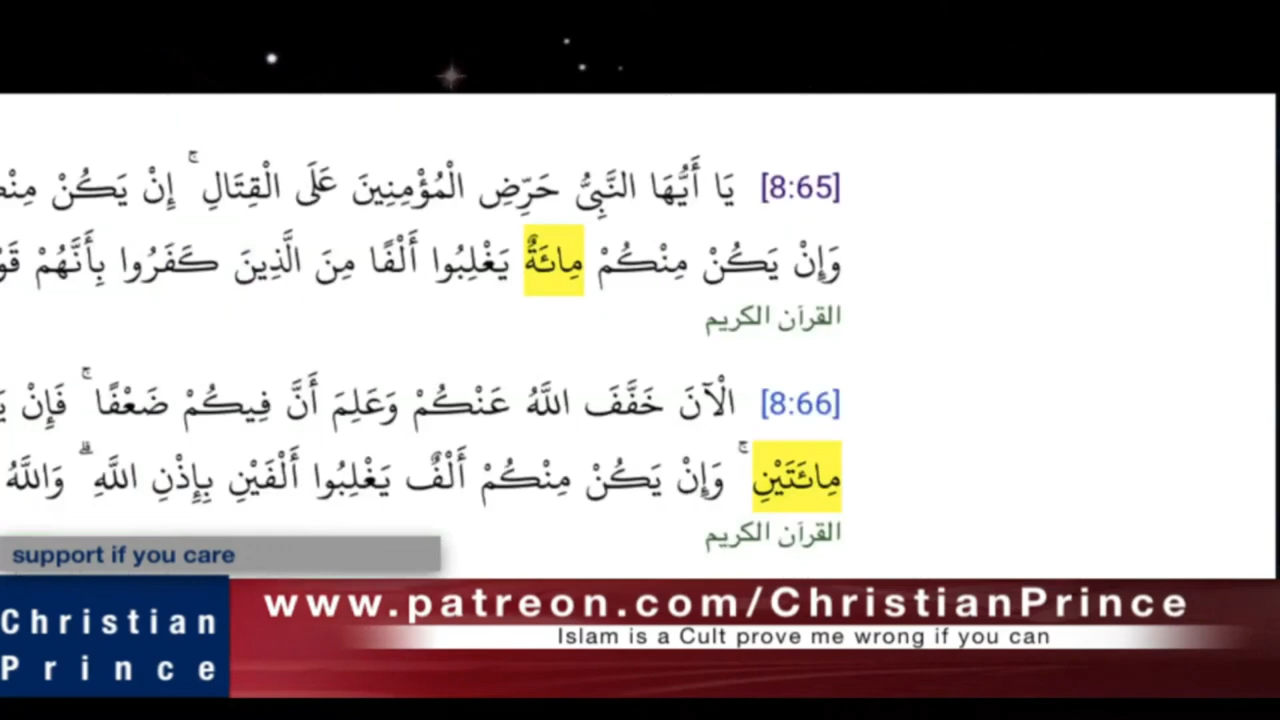 [8:65] يَا أَيُّهَا النَّبِيُّ حَرِّضِ الْمُؤْمِنِينَ عَلَى الْقِتَالِ ۚ إِنْ يَكُنْ
وَإِنْ يَكُنْ مِنْكُمْ مِائَةٌ يَغْلِبُوا أَلْفًا مِنَ الَّذِينَ كَفَرُوا بِأَنَّهُمْ
القرآن الكريم
[8:66] الْآنَ خَفَّفَ اللَّهُ عَنْكُمْ وَعَلِمَ أَنَّ فِيكُمْ ضَعْفًا ۚ فَإِنْ
مِائَتَيْنِ ۚ وَإِنْ يَكُنْ مِنْكُمْ أَلْفٌ يَغْلِبُوا أَلْفَيْنِ بِإِذْنِ اللَّهِ ۗ وَاللَّهُ
القرآن الكريم
support if you care
Christian
Prince
www.patreon.com/ChristianPrince
Islam is a Cult prove me wrong if you can